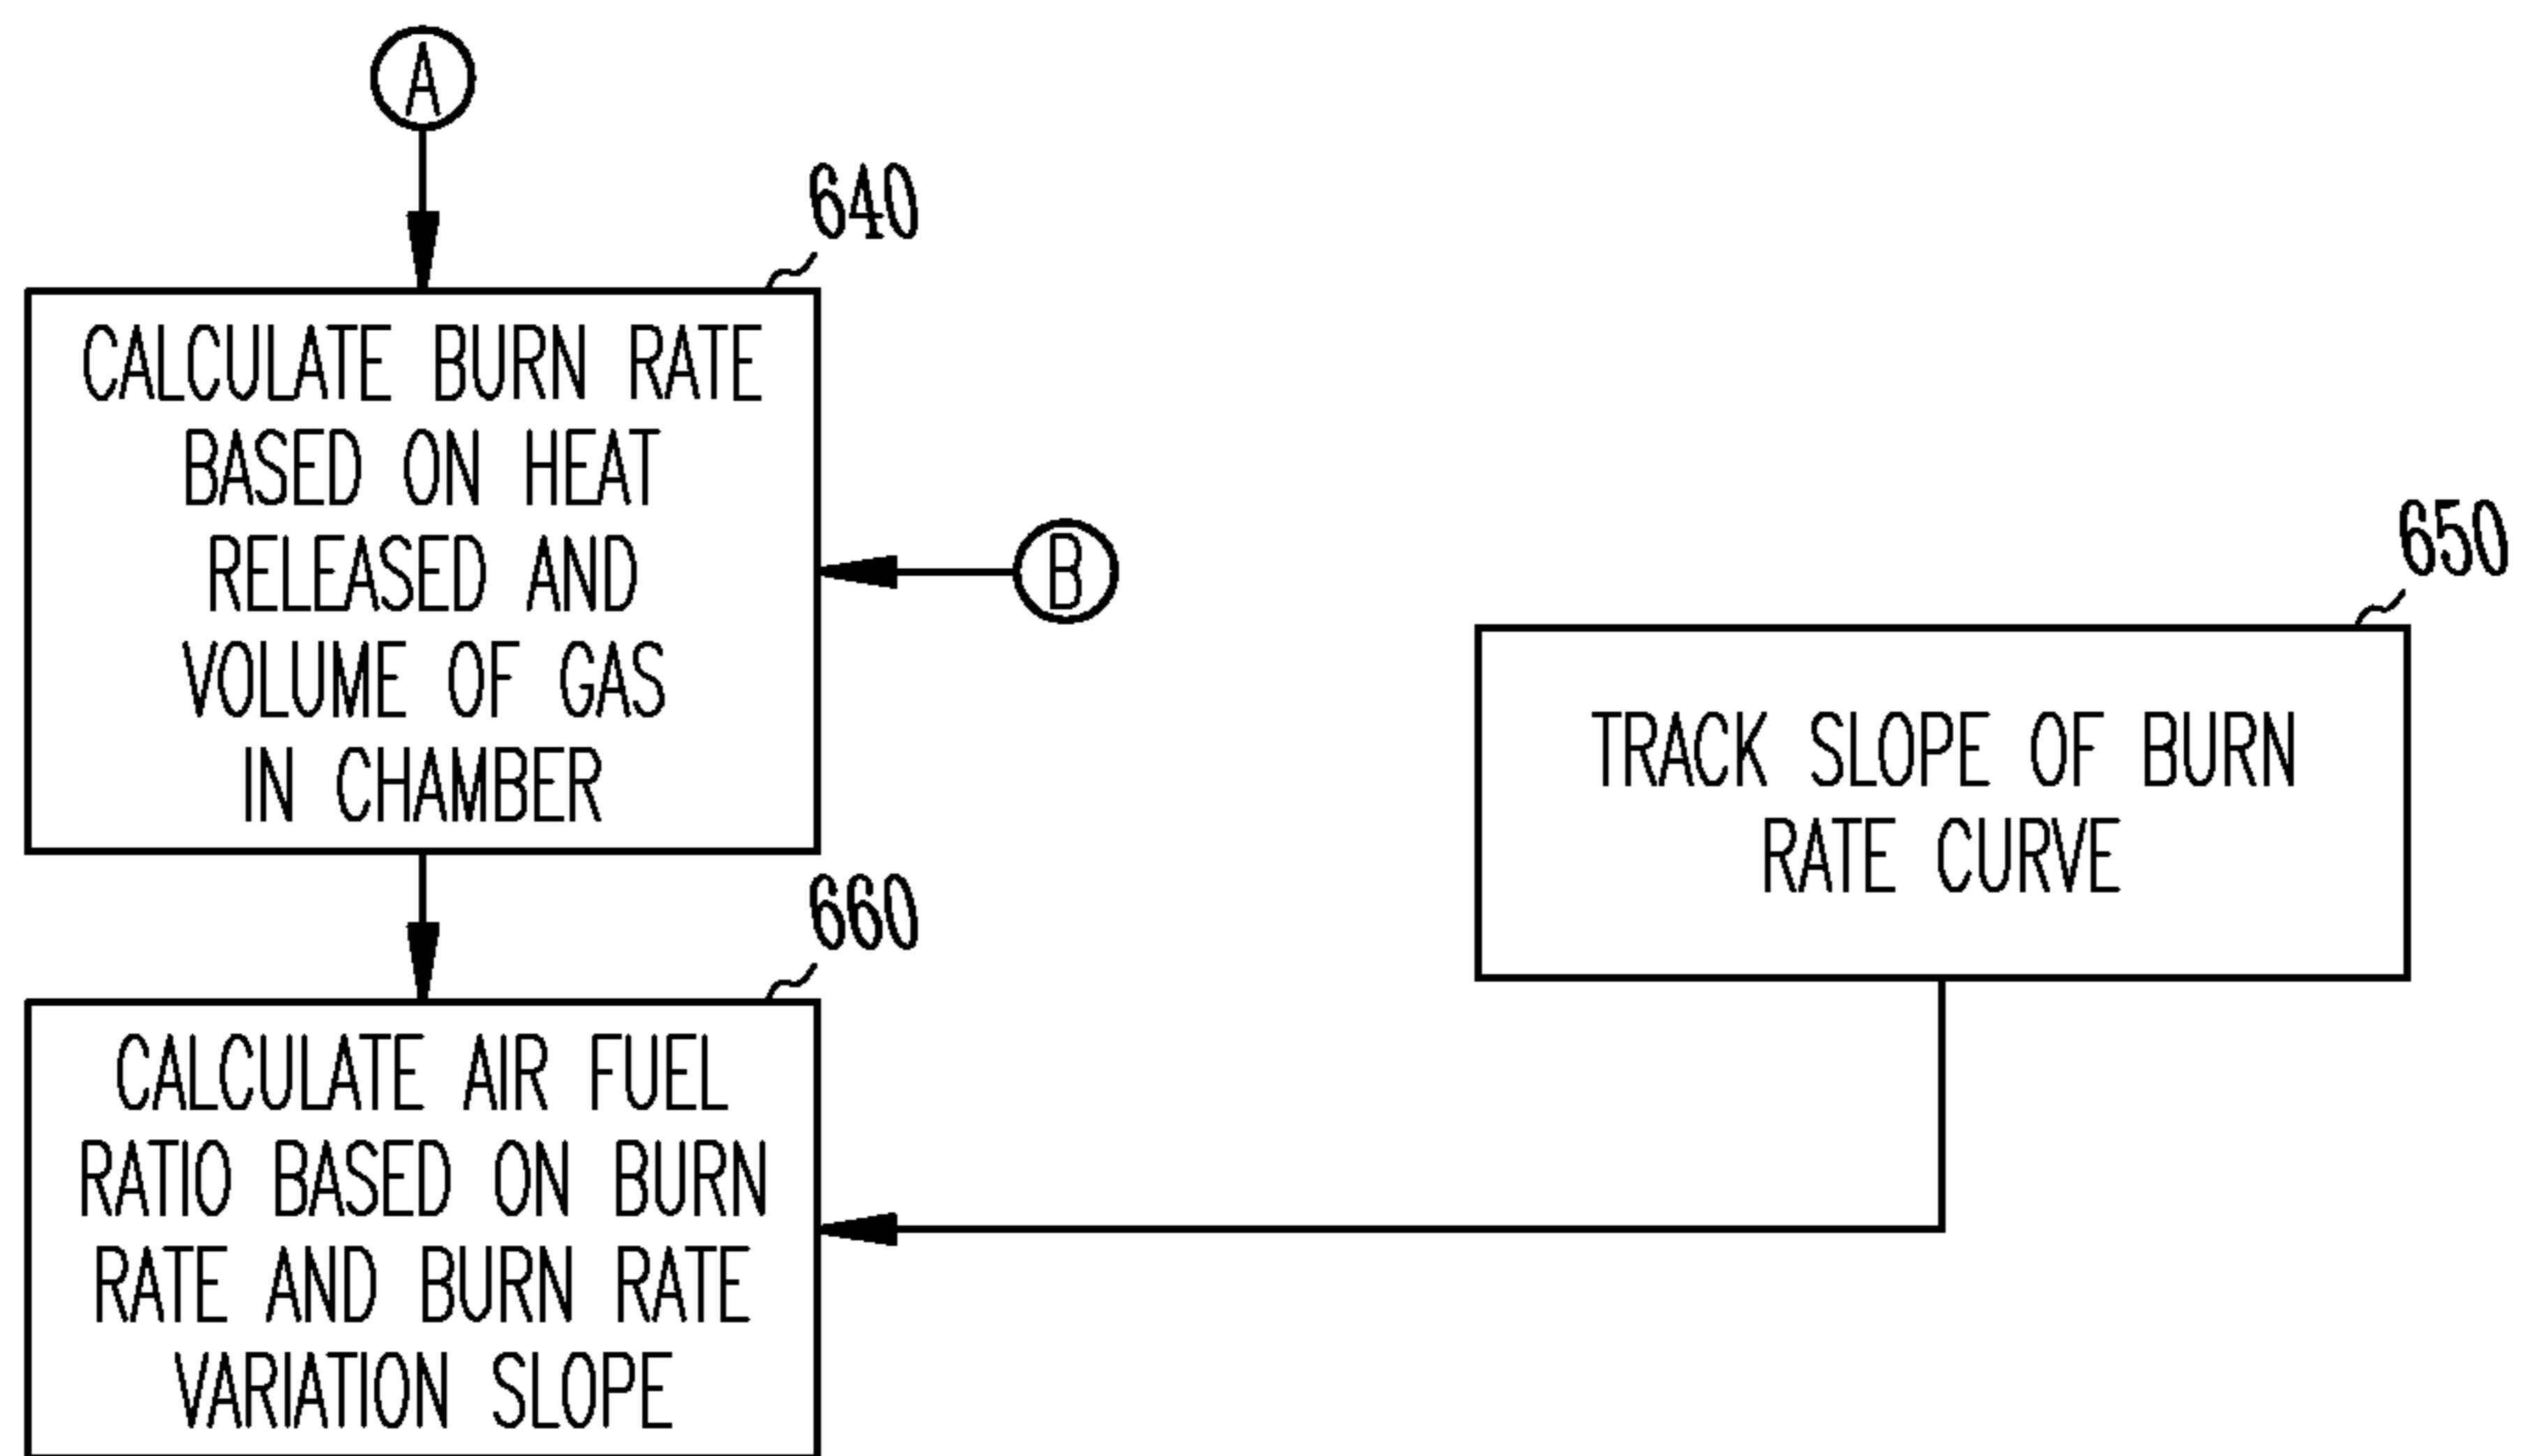 A
640
CALCULATE BURN RATE
BASED ON HEAT
RELEASED AND
VOLUME OF GAS
IN CHAMBER
B
650
TRACK SLOPE OF BURN
RATE CURVE
660
CALCULATE AIR FUEL
RATIO BASED ON BURN
RATE AND BURN RATE
VARIATION SLOPE